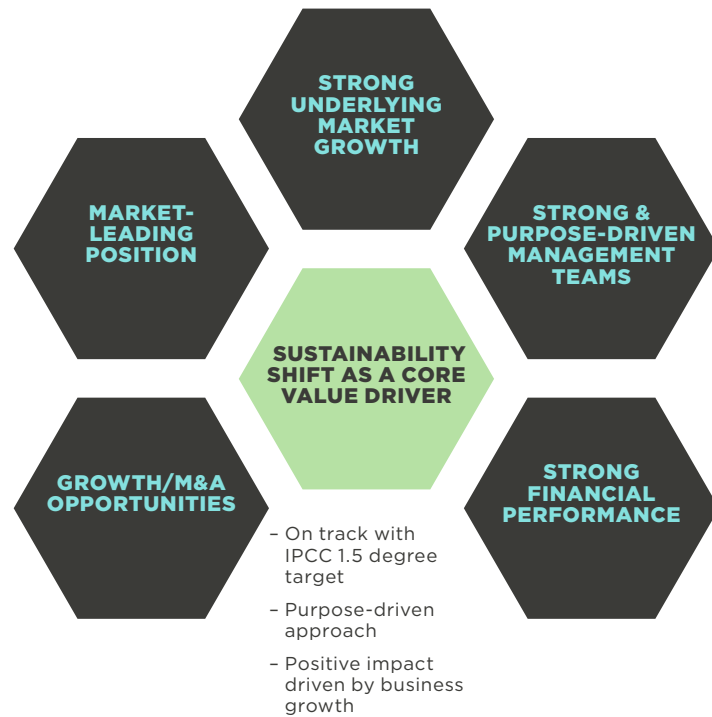 STRONG
UNDERLYING
MARKET
GROWTH
MARKET-
LEADING
POSITION
STRONG &
PURPOSE-DRIVEN
MANAGEMENT
TEAMS
SUSTAINABILITY
SHIFT AS A CORE
VALUE DRIVER
GROWTH/M&A
OPPORTUNITIES
STRONG
FINANCIAL
PERFORMANCE
– On track with
IPCC 1.5 degree
target
– Purpose-driven
approach
– Positive impact
driven by business
growth